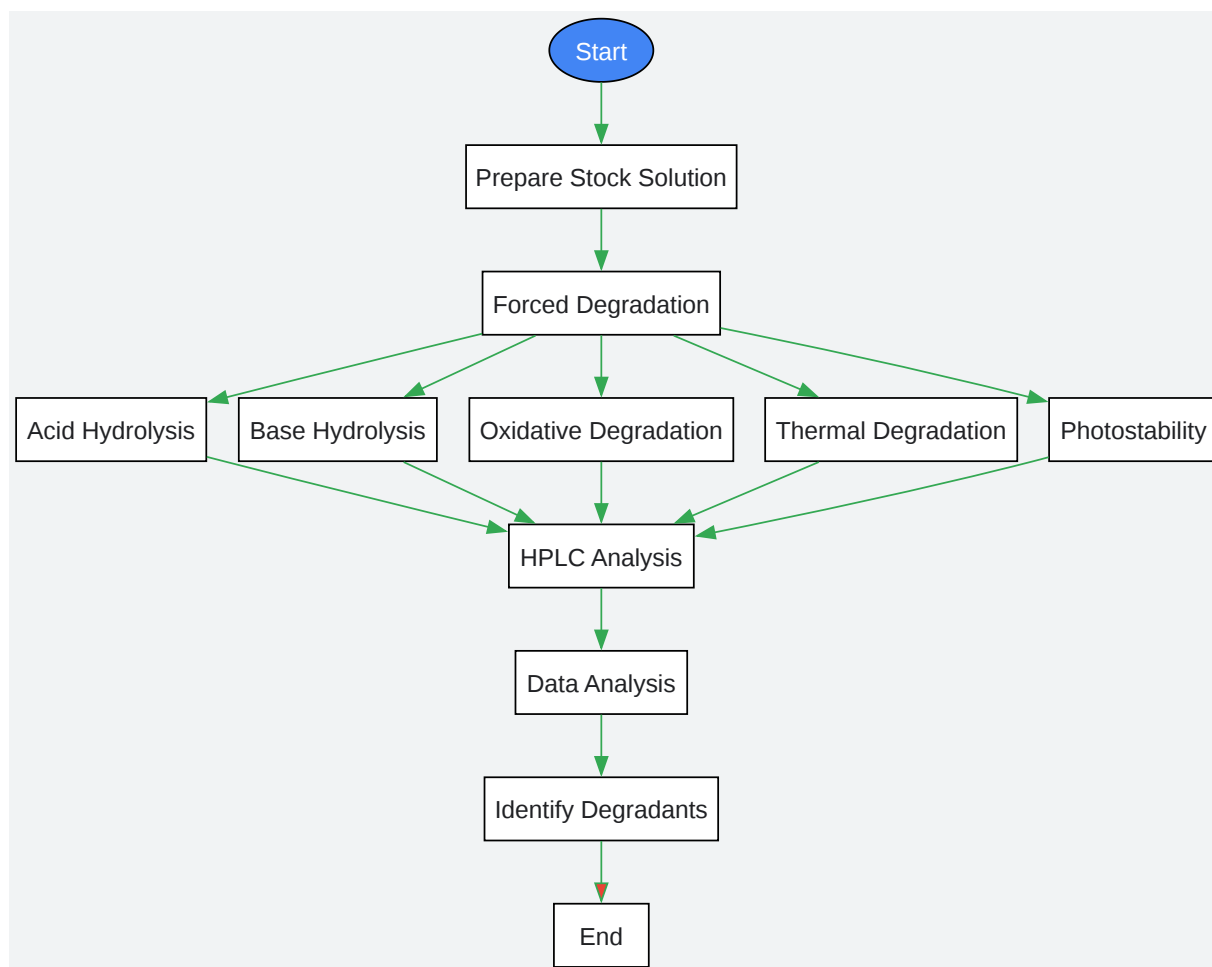 Start
Prepare Stock Solution
Forced Degradation
Acid Hydrolysis
Base Hydrolysis
Oxidative Degradation
Thermal Degradation
Photostability
HPLC Analysis
Data Analysis
Identify Degradants
End